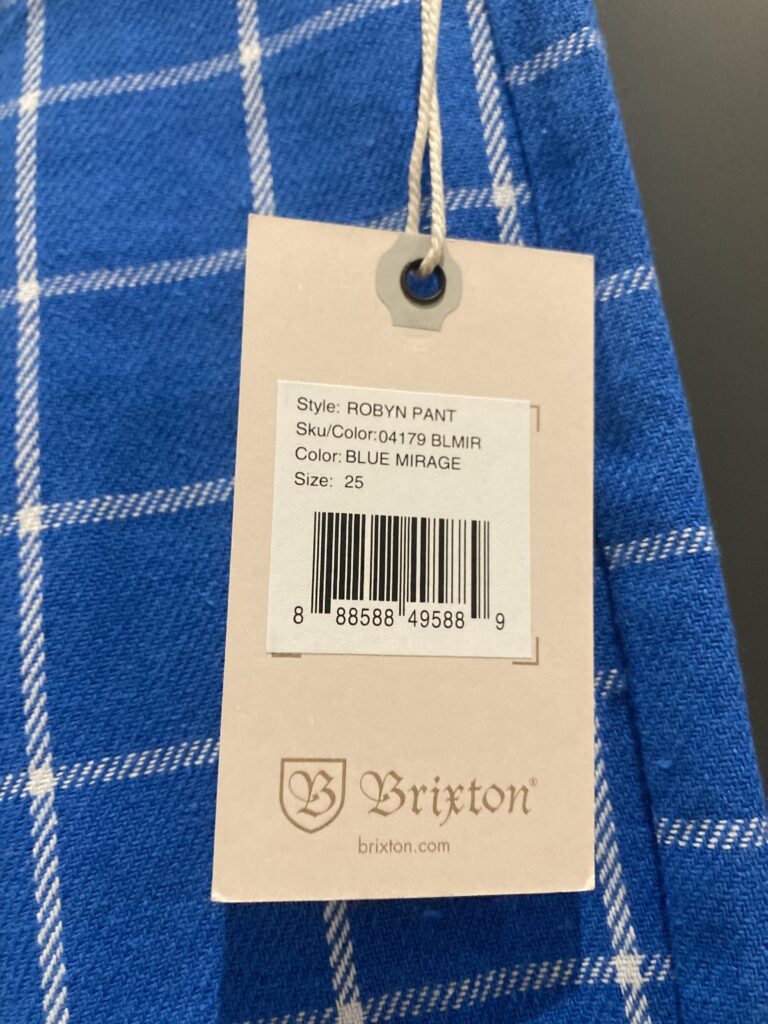 Style: ROBYN PANT
Sku/Color:04179 BLMIR
Color: BLUE MIRAGE
Size: 25
8 88588 49588 9
B Brixton®
brixton.com